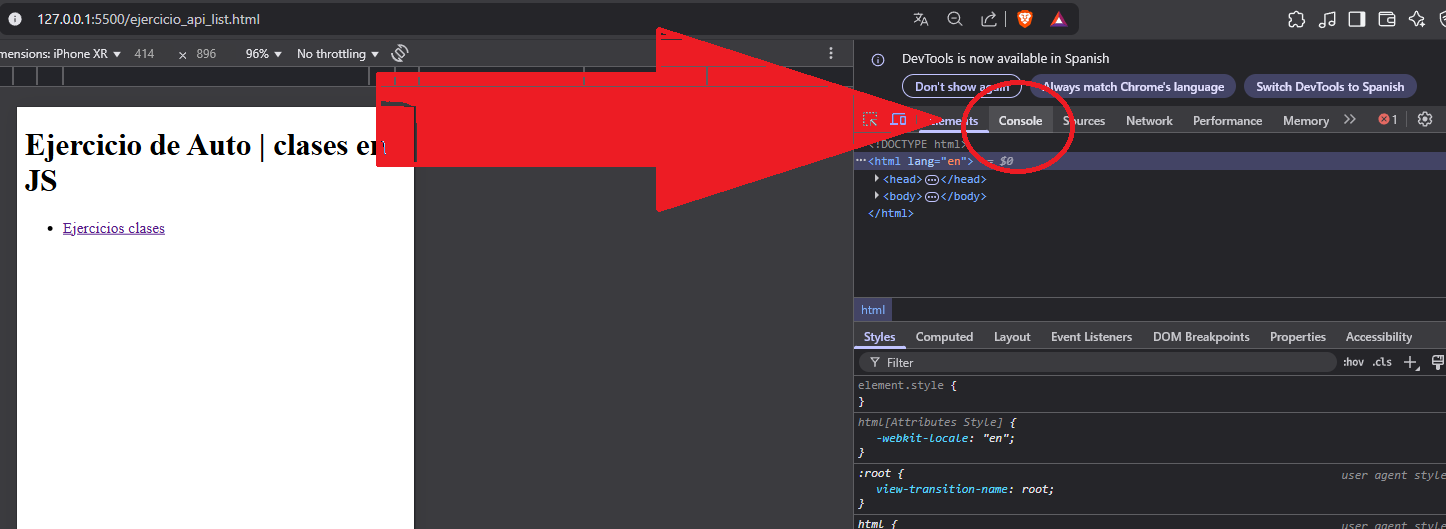 127.0.0.1:5500/ejercicio_api_list.html
mensions: iPhone XR 414 × 896 96% No throttling
DevTools is now available in Spanish
Don't show again Always match Chrome's language Switch DevTools to Spanish
Elements Console Sources Network Performance Memory 1
Ejercicio de Auto | clases en
JS
Ejercicios clases
<!DOCTYPE html>
<html lang="en"> == $0
<head></head>
<body></body>
</html>
html
Styles Computed Layout Event Listeners DOM Breakpoints Properties Accessibility
Filter :hov .cls
element.style {
}
html[Attributes Style] {
-webkit-locale: "en";
}
:root { user agent style
view-transition-name: root;
}
html { user agent style